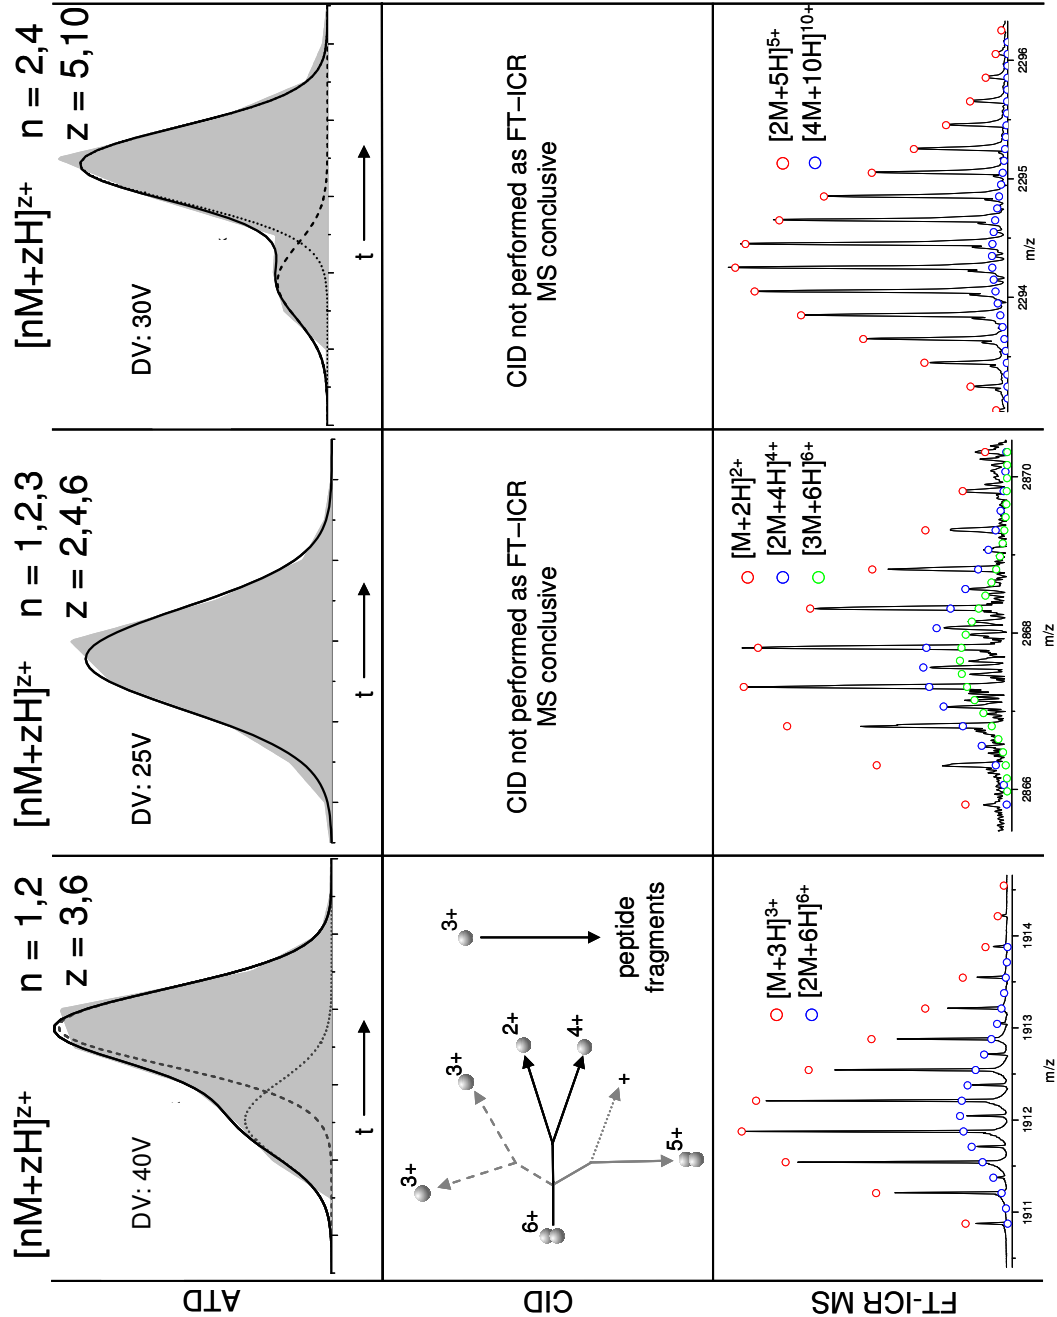 [nM+zH]ᶻ⁺ n = 1,2
z = 3,6
[nM+zH]ᶻ⁺ n = 1,2,3
z = 2,4,6
[nM+zH]ᶻ⁺ n = 2,4
z = 5,10
ATD
DV: 40V
t
DV: 25V
t
DV: 30V
t
CID
6+
3+
3+
2+
4+
+
5+
3+
peptide
fragments
CID not performed as FT–ICR
MS conclusive
CID not performed as FT–ICR
MS conclusive
FT-ICR MS
[M+3H]³⁺
[2M+6H]⁶⁺
1911
1912
1913
1914
m/z
[M+2H]²⁺
[2M+4H]⁴⁺
[3M+6H]⁶⁺
2866
2868
2870
m/z
[2M+5H]⁵⁺
[4M+10H]¹⁰⁺
2294
2295
2296
m/z